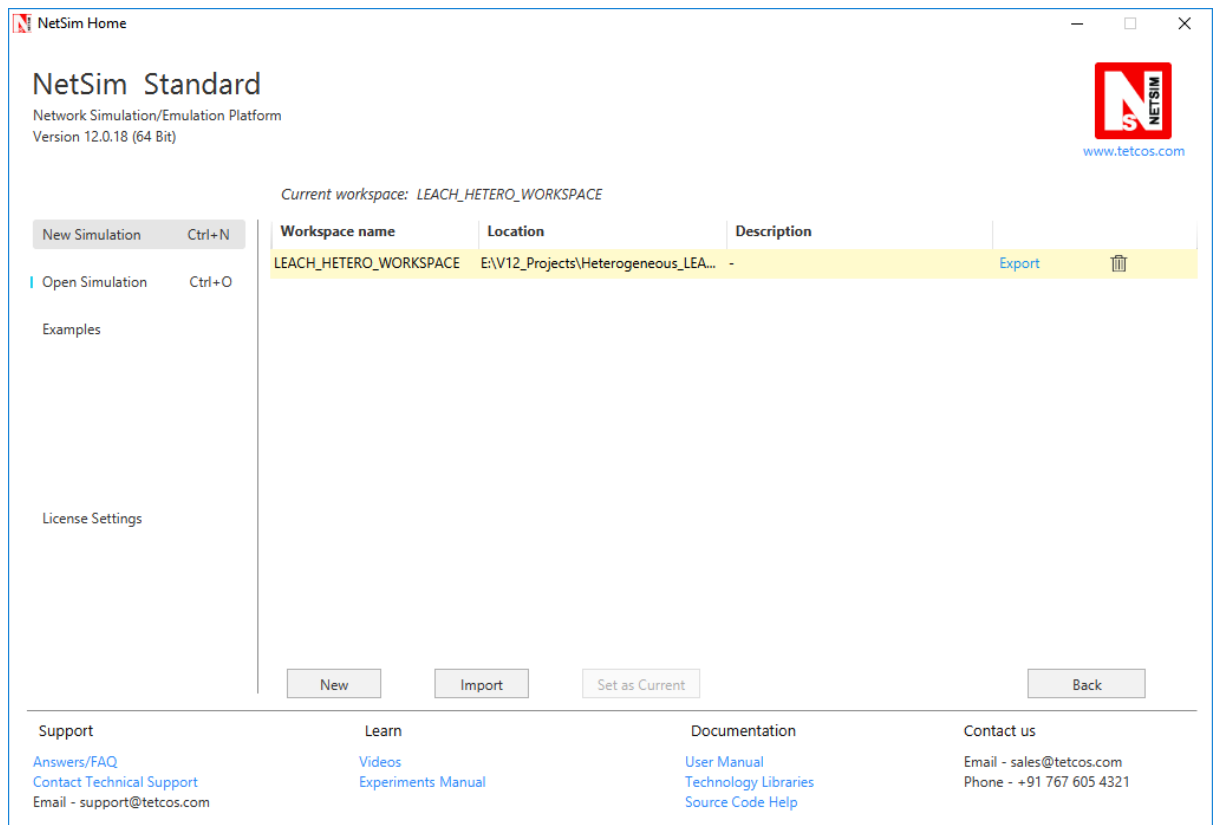 NetSim Home
NetSim Standard
Network Simulation/Emulation Platform
Version 12.0.18 (64 Bit)
NETSIM
NS
www.tetcos.com
Current workspace: LEACH_HETERO_WORKSPACE
New Simulation Ctrl+N
Open Simulation Ctrl+O
Examples
License Settings
Workspace name Location Description
LEACH_HETERO_WORKSPACE E:\V12_Projects\Heterogeneous_LEA... - Export
New Import Set as Current Back
Support Learn Documentation Contact us
Answers/FAQ Videos User Manual Email - sales@tetcos.com
Contact Technical Support Experiments Manual Technology Libraries Phone - +91 767 605 4321
Email - support@tetcos.com Source Code Help